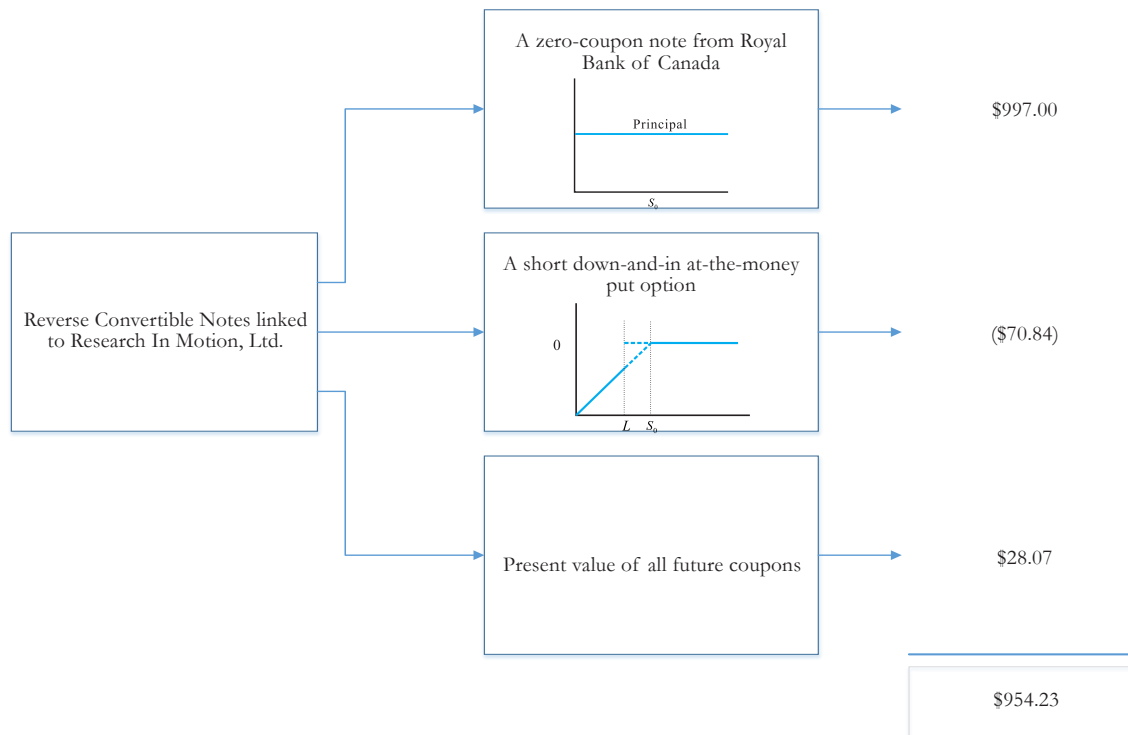 A zero-coupon note from Royal
Bank of Canada
Principal
S₀
$997.00
Reverse Convertible Notes linked
to Research In Motion, Ltd.
A short down-and-in at-the-money
put option
0
L S₀
($70.84)
Present value of all future coupons
$28.07
$954.23